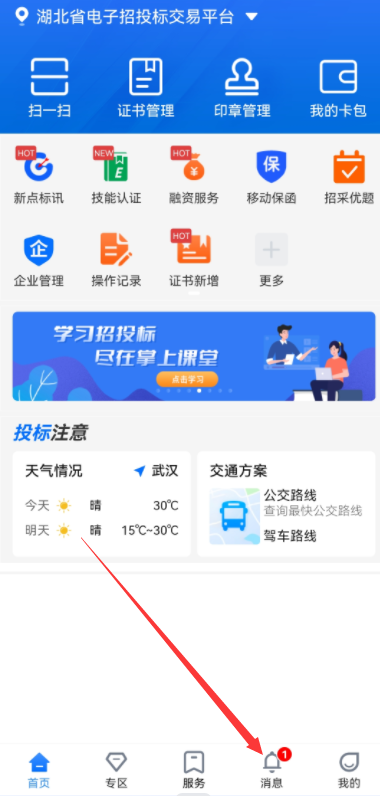 湖北省电子招投标交易平台
扫一扫 证书管理 印章管理 我的卡包
HOT NEW HOT
新点标讯 技能认证 融资服务 移动保函 招采优题
HOT
企业管理 操作记录 证书新增 更多
学习招投标
尽在掌上课堂
点击学习
投标注意
天气情况 武汉
今天 晴 30℃
明天 晴 15℃~30℃
交通方案
公交路线
查询最快公交路线
驾车路线
1
首页 专区 服务 消息 我的